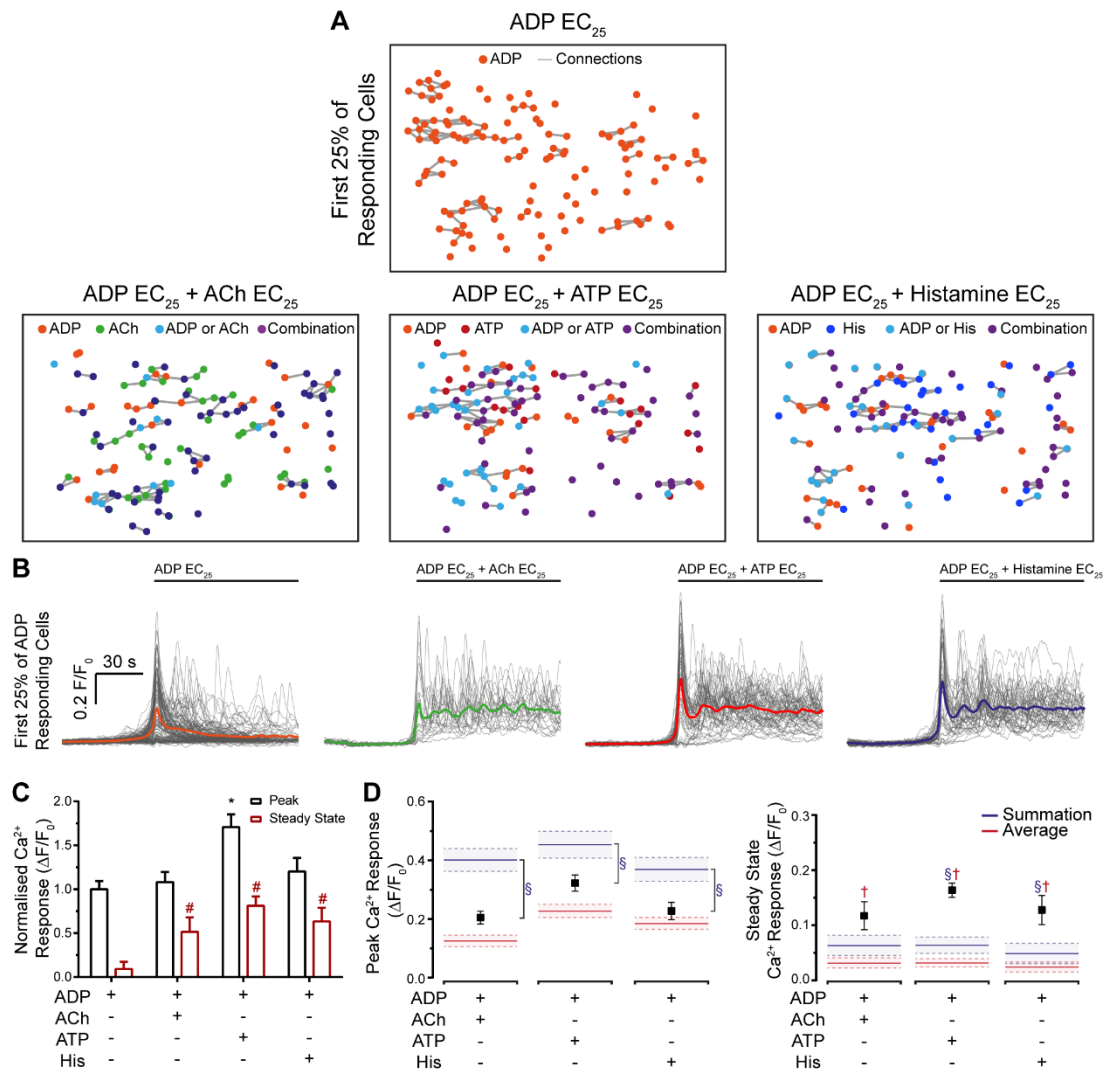 A
ADP EC25
ADP Connections
First 25% of
Responding Cells
ADP EC25 + ACh EC25
ADP EC25 + ATP EC25
ADP EC25 + Histamine EC25
ADP ACh ADP or ACh Combination
ADP ATP ADP or ATP Combination
ADP His ADP or His Combination
B
ADP EC25
ADP EC25 + ACh EC25
ADP EC25 + ATP EC25
ADP EC25 + Histamine EC25
First 25% of ADP
Responding Cells
0.2 F/F0
30 s
C
Normalised Ca2+
Response (ΔF/F0)
2.0
1.5
1.0
0.5
0.0
Peak
Steady State
*
# # #
ADP + + + +
ACh - + - -
ATP - - + -
His - - - +
D
Peak Ca2+ Response
(ΔF/F0)
0.6
0.4
0.2
0.0
§ § §
ADP + + +
ACh + - -
ATP - + -
His - - +
Steady State
Ca2+ Response (ΔF/F0)
0.3
0.15
0.0
Summation
Average
† §† §†
ADP + + +
ACh + - -
ATP - + -
His - - +